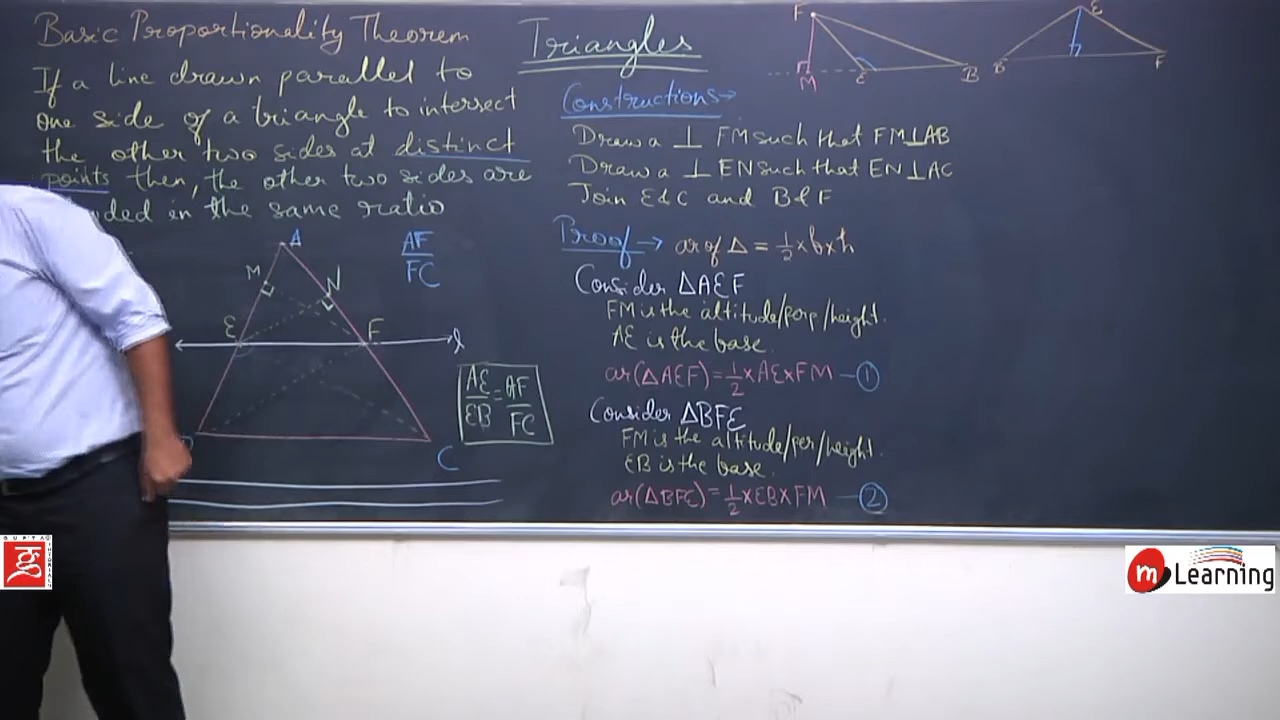 Basic Proportionality Theorem
If a line drawn parallel to
one side of a triangle to intersect
the other two sides at distinct
points then, the other two sides are
ded in the same ratio
A
M
N
E
F
l
C
AF
FC
AE = AF
EB FC
Triangles
Constructions→
Draw a ⊥ FM such that FM⊥AB
Draw a ⊥ EN such that EN⊥AC
Join E&C and B&F
Proof → ar of Δ = 1/2×b×h
Consider ΔAEF
FM is the altitude/perp/height.
AE is the base.
ar(ΔAEF)=1/2×AE×FM —①
Consider ΔBFE
FM is the altitude/per/height.
EB is the base.
ar(ΔBFE)=1/2×EB×FM —②
F
M
E
B
E
B
F
GUPTA TUTORIALS
m Learning